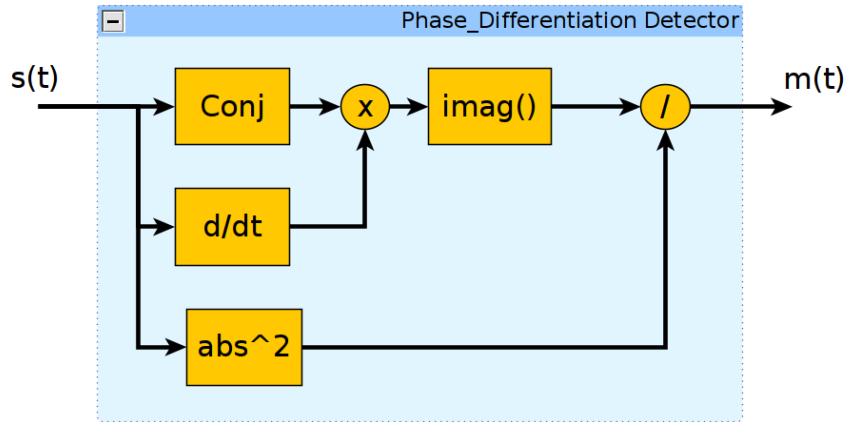 Phase_Differentiation Detector
s(t)
m(t)
Conj
x
imag()
/
d/dt
abs^2